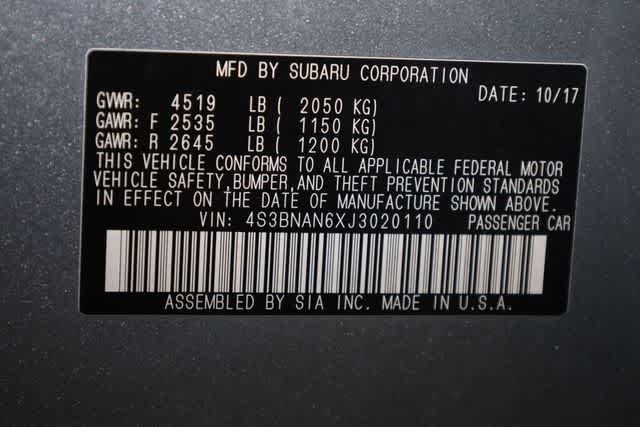 MFD BY SUBARU CORPORATION
DATE: 10/17
GVWR: 4519 LB ( 2050 KG)
GAWR: F 2535 LB ( 1150 KG)
GAWR: R 2645 LB ( 1200 KG)
THIS VEHICLE CONFORMS TO ALL APPLICABLE FEDERAL MOTOR
VEHICLE SAFETY, BUMPER, AND THEFT PREVENTION STANDARDS
IN EFFECT ON THE DATE OF MANUFACTURE SHOWN ABOVE.
VIN: 4S3BNAN6XJ3020110 PASSENGER CAR
ASSEMBLED BY SIA INC. MADE IN U.S.A.